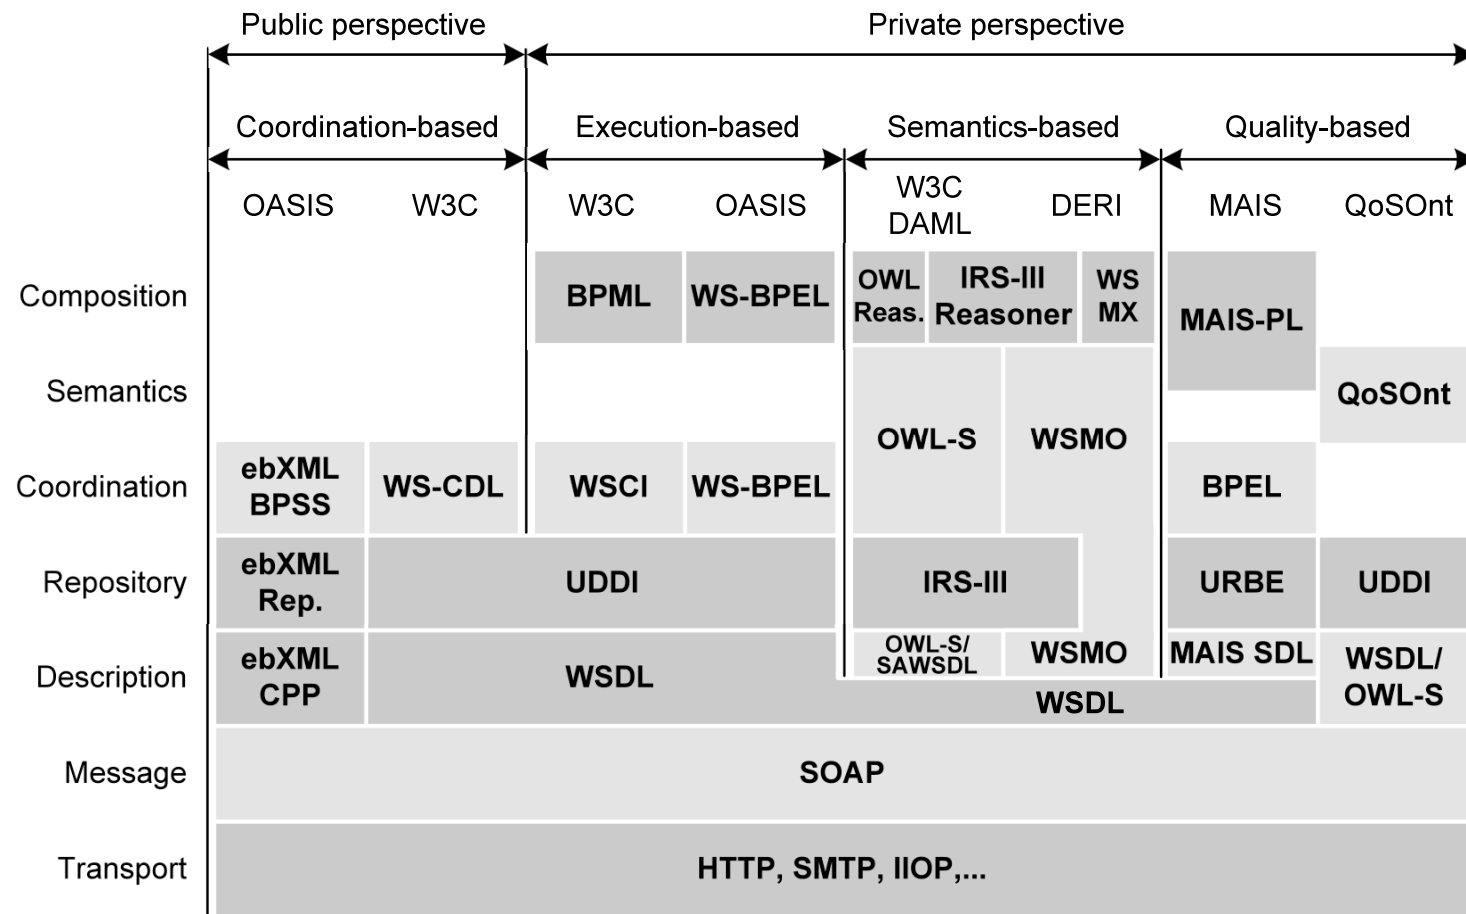 Public perspective
Private perspective
Coordination-based
Execution-based
Semantics-based
Quality-based
OASIS
W3C
W3C
OASIS
W3C
DAML
DERI
MAIS
QoSOnt
Composition
BPML
WS-BPEL
OWL
Reas.
IRS-III
Reasoner
WS
MX
MAIS-PL
Semantics
QoSOnt
OWL-S
WSMO
Coordination
ebXML
BPSS
WS-CDL
WSCI
WS-BPEL
BPEL
Repository
ebXML
Rep.
UDDI
IRS-III
URBE
UDDI
Description
ebXML
CPP
WSDL
OWL-S/
SAWSDL
WSMO
MAIS SDL
WSDL/
OWL-S
WSDL
Message
SOAP
Transport
HTTP, SMTP, IIOP,...